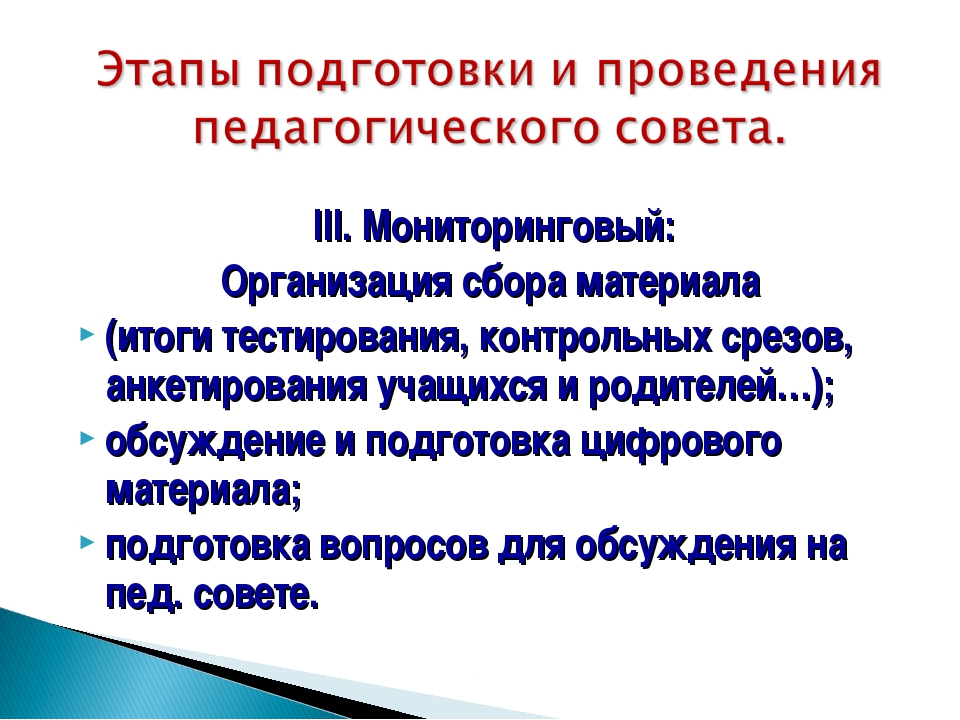 Этапы подготовки и проведения
педагогического совета.
III. Мониторинговый:
Организация сбора материала
(итоги тестирования, контрольных срезов,
анкетирования учащихся и родителей…);
обсуждение и подготовка цифрового
материала;
подготовка вопросов для обсуждения на
пед. совете.